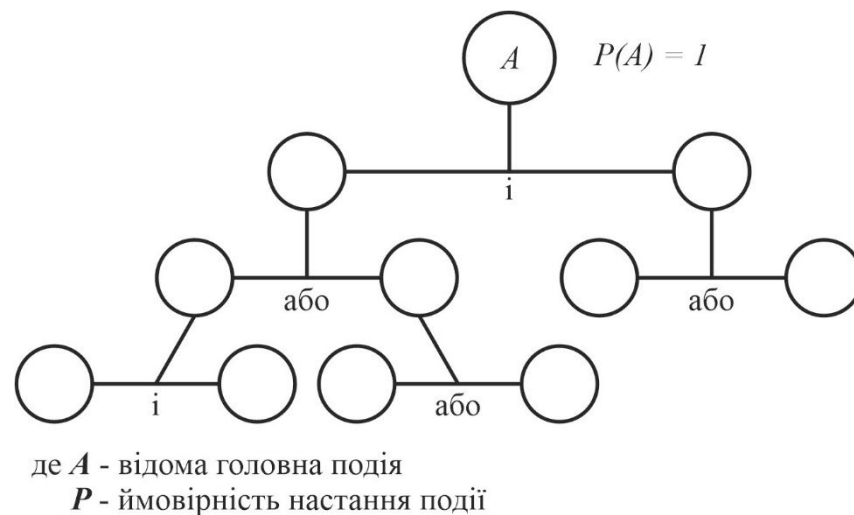 A P(A) = 1
і
або або
і або
де A - відома головна подія
P - ймовірність настання події